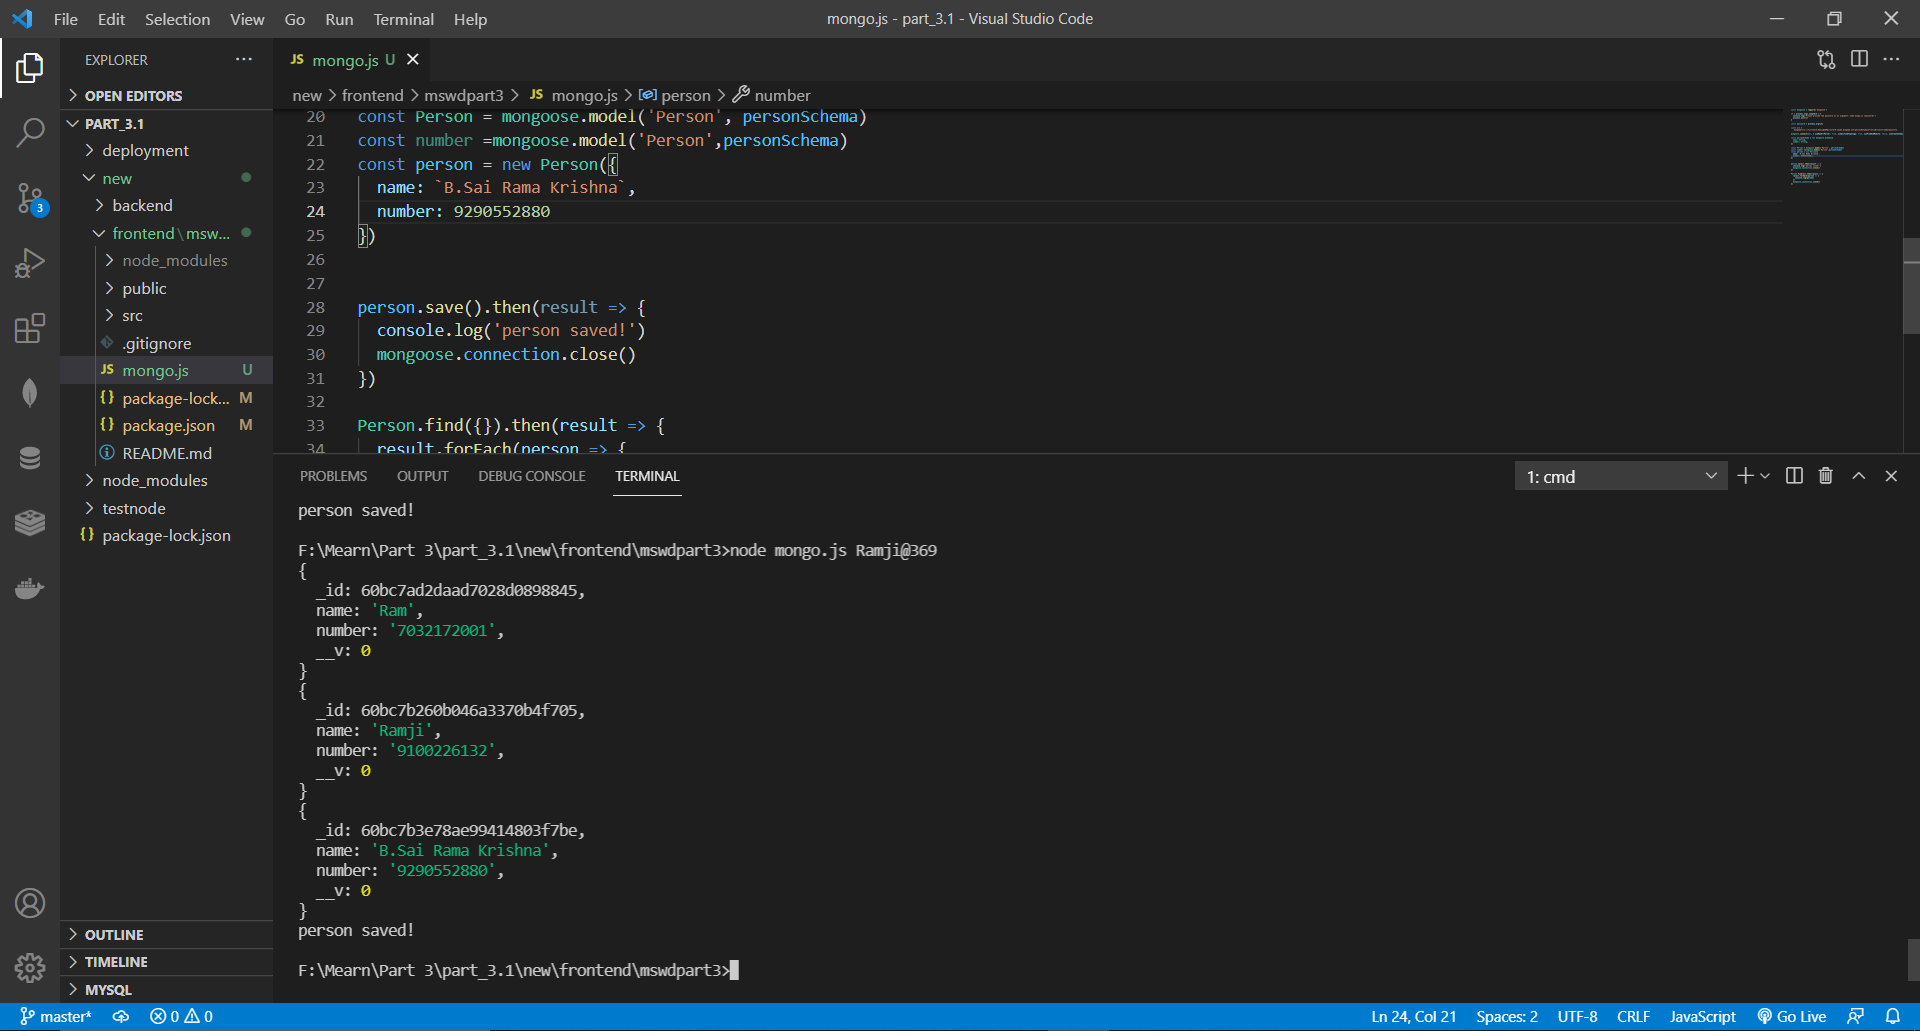 File Edit Selection View Go Run Terminal Help
mongo.js - part_3.1 - Visual Studio Code
EXPLORER
OPEN EDITORS
PART_3.1
deployment
new
backend
frontend\msw...
node_modules
public
src
.gitignore
mongo.js U
package-lock... M
package.json M
README.md
node_modules
testnode
package-lock.json
OUTLINE
TIMELINE
MYSQL
3
JS mongo.js U
new > frontend > mswdpart3 > JS mongo.js > person > number
20 const Person = mongoose.model('Person', personSchema)
21 const number =mongoose.model('Person',personSchema)
22 const person = new Person({
23 name: `B.Sai Rama Krishna`,
24 number: 9290552880
25 })
26
27
28 person.save().then(result => {
29 console.log('person saved!')
30 mongoose.connection.close()
31 })
32
33 Person.find({}).then(result => {
34 result.forEach(person => {
PROBLEMS OUTPUT DEBUG CONSOLE TERMINAL
1: cmd
person saved!
F:\Mearn\Part 3\part_3.1\new\frontend\mswdpart3>node mongo.js Ramji@369
{
_id: 60bc7ad2daad7028d0898845,
name: 'Ram',
number: '7032172001',
__v: 0
}
{
_id: 60bc7b260b046a3370b4f705,
name: 'Ramji',
number: '9100226132',
__v: 0
}
{
_id: 60bc7b3e78ae99414803f7be,
name: 'B.Sai Rama Krishna',
number: '9290552880',
__v: 0
}
person saved!
F:\Mearn\Part 3\part_3.1\new\frontend\mswdpart3>
master* 0 0
Ln 24, Col 21 Spaces: 2 UTF-8 CRLF JavaScript Go Live